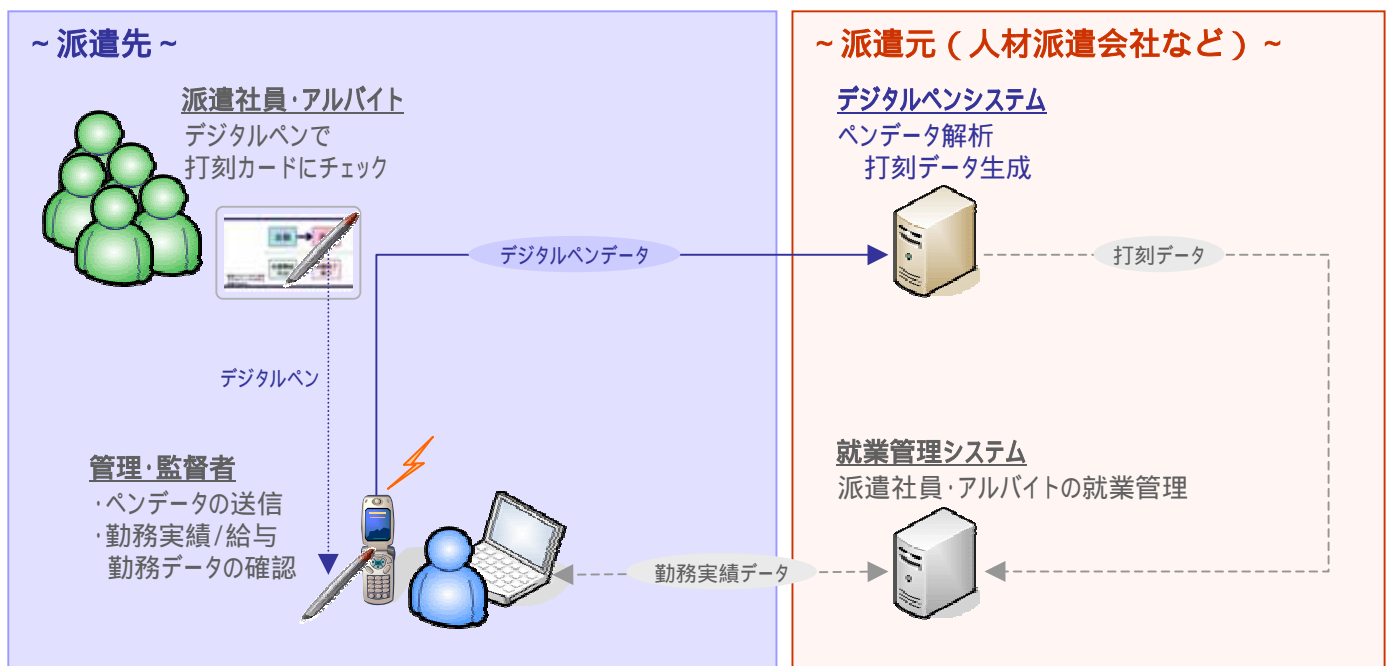 ~ 派遣先 ~
派遣社員・アルバイト
デジタルペンで
打刻カードにチェック
デジタルペン
管理・監督者
・ペンデータの送信
・勤務実績/給与
勤務データの確認
デジタルペンデータ
勤務実績データ
~ 派遣元 ( 人材派遣会社など ) ~
デジタルペンシステム
ペンデータ解析
打刻データ生成
打刻データ
就業管理システム
派遣社員・アルバイトの就業管理